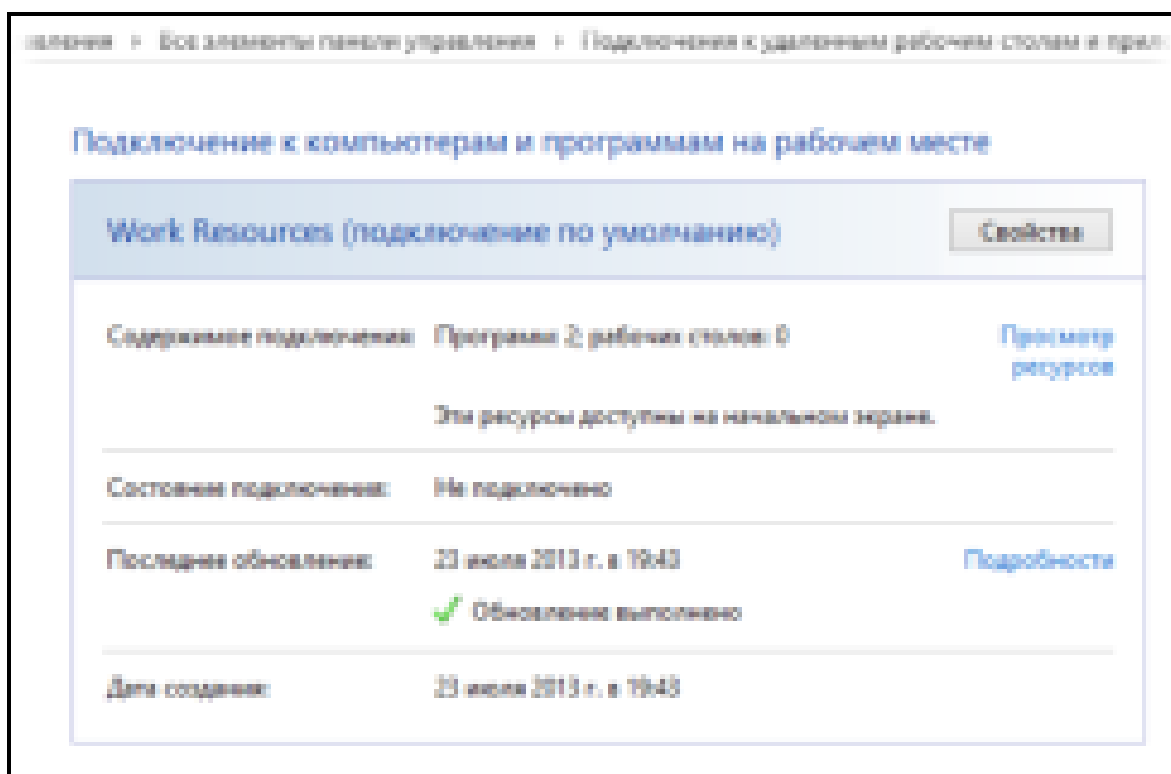 авления › Все элементы панели управления › Подключения к удаленным рабочим столам и прил
Подключение к компьютерам и программам на рабочем месте
Work Resources (подключение по умолчанию)
Свойства
Содержимое подключения: Программ: 2; рабочих столов: 0
Просмотр
ресурсов
Эти ресурсы доступны на начальном экране.
Состояние подключения: Не подключено
Последнее обновление: 23 июля 2013 г. в 19:43
Подробности
Обновление выполнено
Дата создания: 23 июля 2013 г. в 19:43